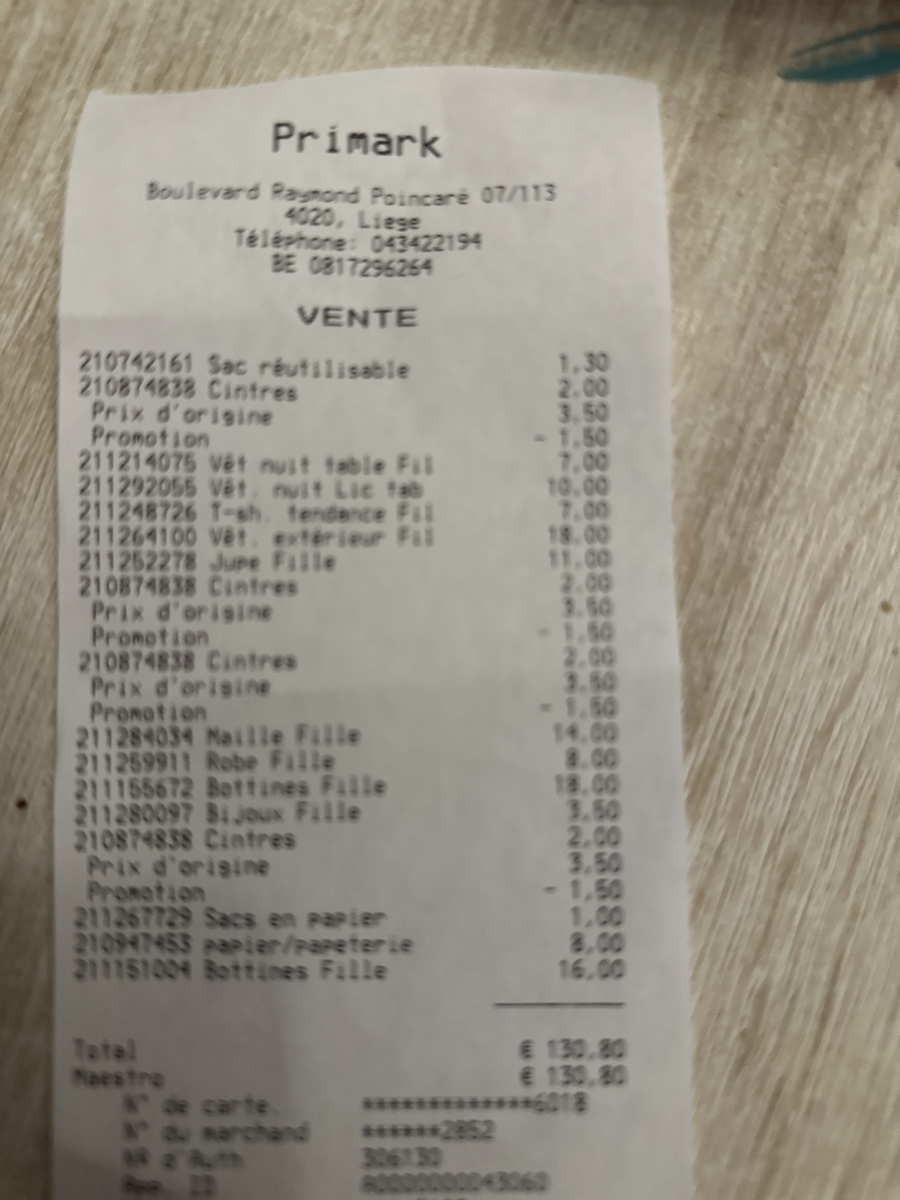 Primark
Boulevard Raymond Poincaré 07/113
4020, Liege
Téléphone: 043422194
BE 0817296264
VENTE
210742161 Sac réutilisable 1,30
210874838 Cintres 2,00
Prix d'origine 3,50
Promotion - 1,50
211214075 Vêt nuit table Fil 7,00
211292055 Vêt. nuit Lic tab 10,00
211248726 T-sh. tendance Fil 7,00
211264100 Vêt. extérieur Fil 18,00
211252278 Jupe Fille 11,00
210874838 Cintres 2,00
Prix d'origine 3,50
Promotion - 1,50
210874838 Cintres 2,00
Prix d'origine 3,50
Promotion - 1,50
211284034 Maille Fille 14,00
211259911 Robe Fille 8,00
211155672 Bottines Fille 18,00
211280097 Bijoux Fille 3,50
210874838 Cintres 2,00
Prix d'origine 3,50
Promotion - 1,50
211267729 Sacs en papier 1,00
210947453 papier/papeterie 8,00
211151004 Bottines Fille 16,00
Total € 130,80
Maestro € 130,80
N° de carte. *************6018
N° du marchand ******2852
N° d'Auth 306130
App. ID A0000000043060